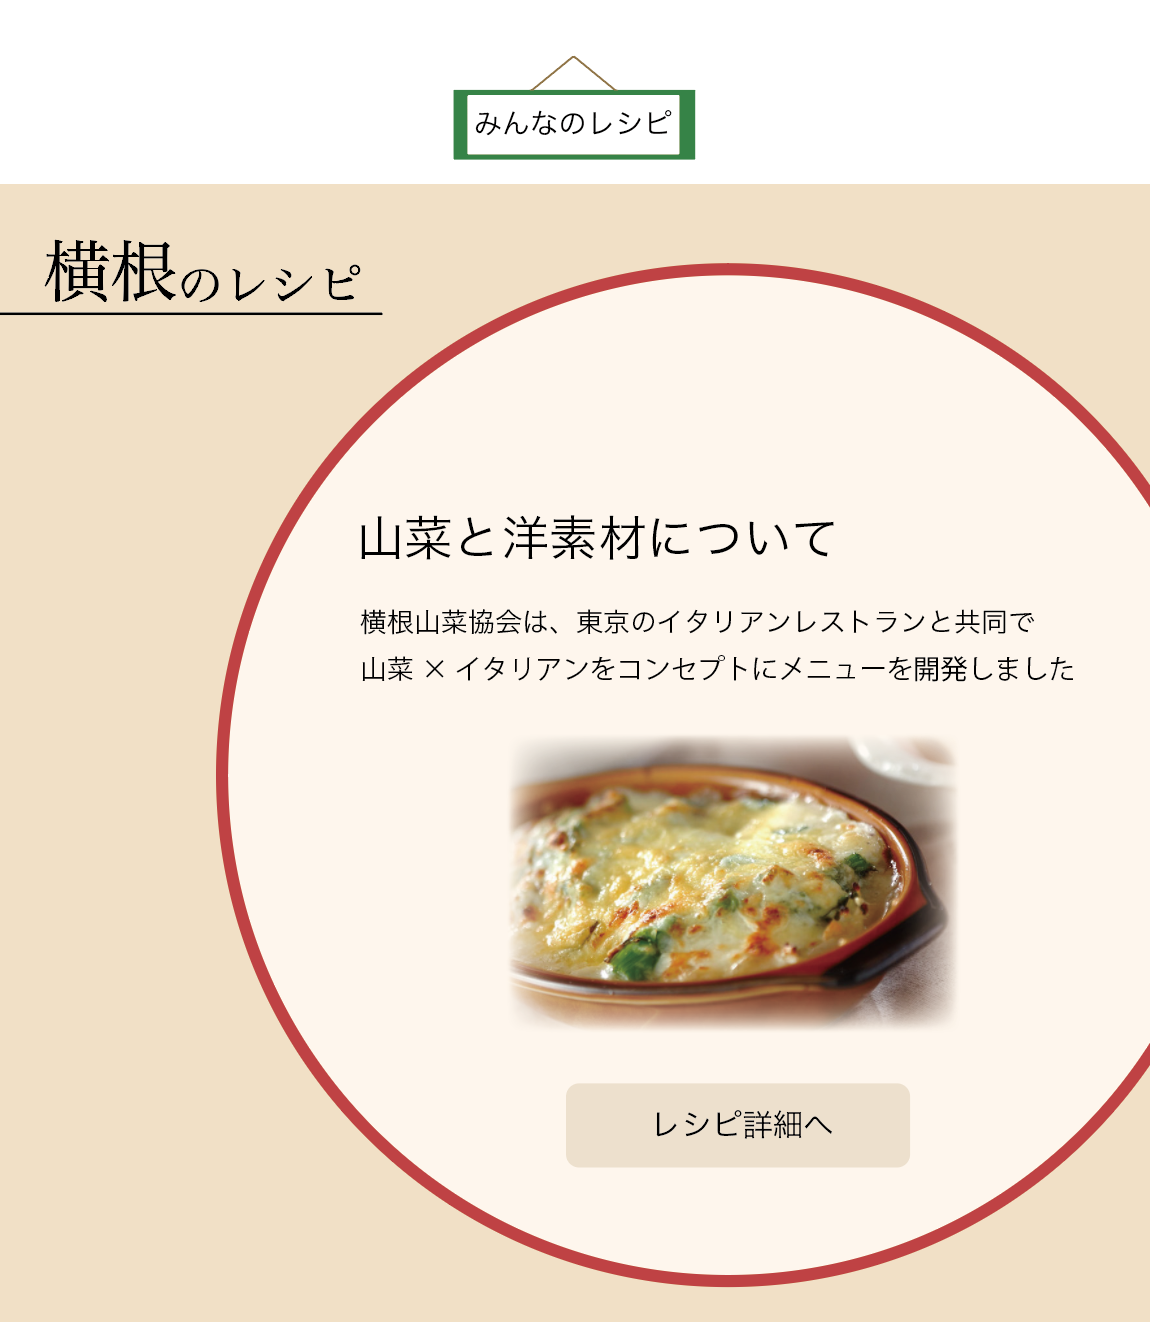 みんなのレシピ
横根のレシピ
山菜と洋素材について
横根山菜協会は、東京のイタリアンレストランと共同で
山菜 × イタリアンをコンセプトにメニューを開発しました
レシピ詳細へ